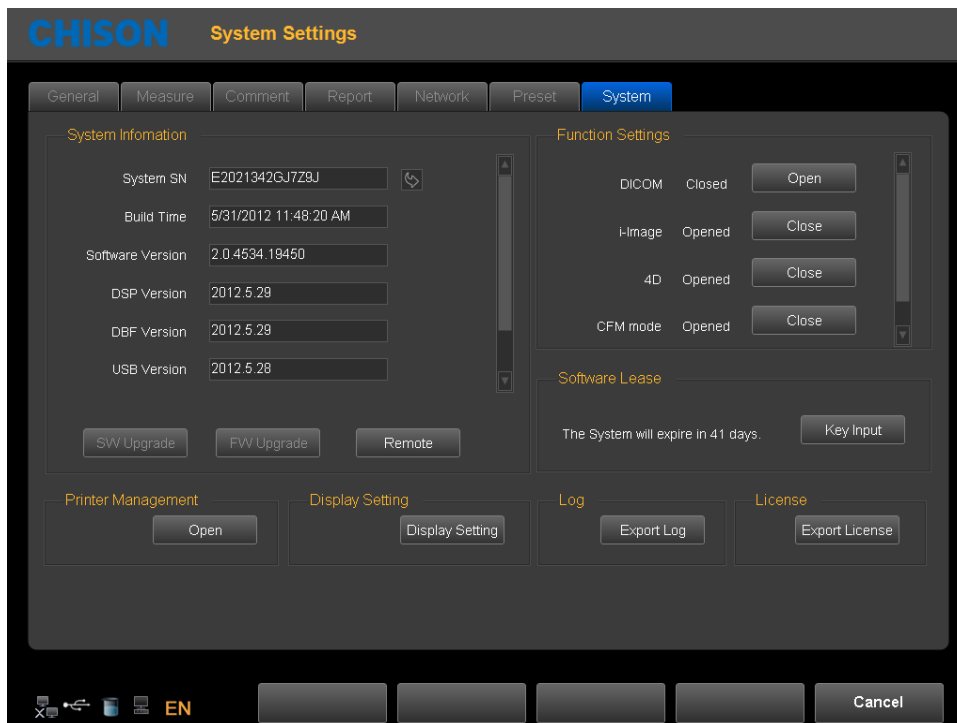 CHISON System Settings
General Measure Comment Report Network Preset System
System Infomation
System SN E2021342GJ7Z9J
Build Time 5/31/2012 11:48:20 AM
Software Version 2.0.4534.19450
DSP Version 2012.5.29
DBF Version 2012.5.29
USB Version 2012.5.28
SW Upgrade FW Upgrade Remote
Function Settings
DICOM Closed Open
i-Image Opened Close
4D Opened Close
CFM mode Opened Close
Software Lease
The System will expire in 41 days. Key Input
Printer Management
Open
Display Setting
Display Setting
Log
Export Log
License
Export License
EN
Cancel